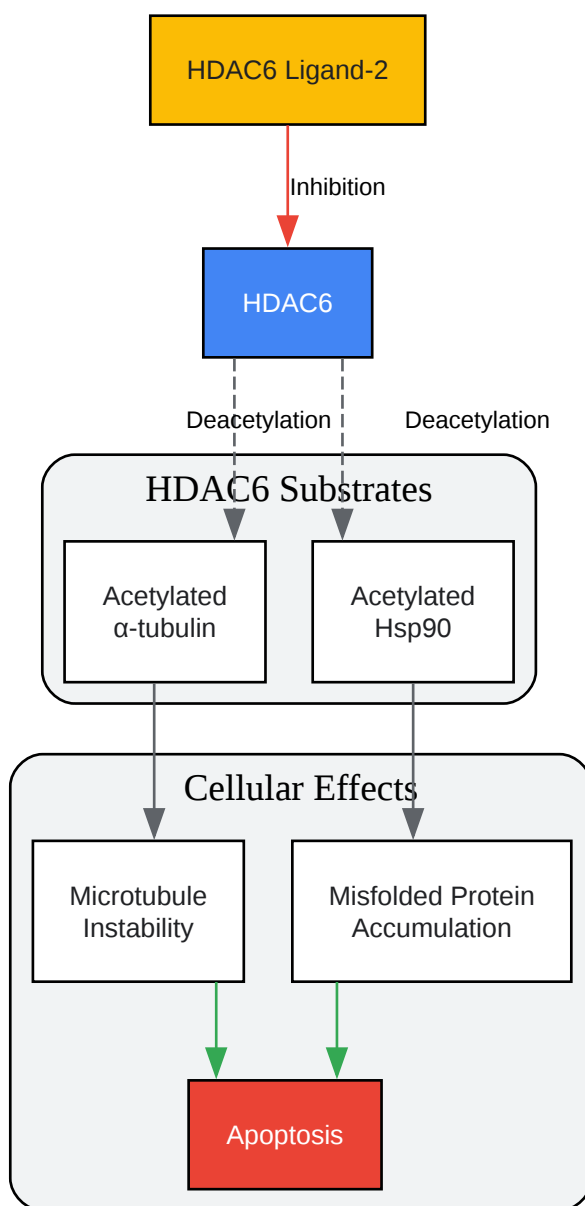 HDAC6 Ligand-2
Inhibition
HDAC6
Deacetylation
Deacetylation
HDAC6 Substrates
Acetylated
α-tubulin
Acetylated
Hsp90
Cellular Effects
Microtubule
Instability
Misfolded Protein
Accumulation
Apoptosis